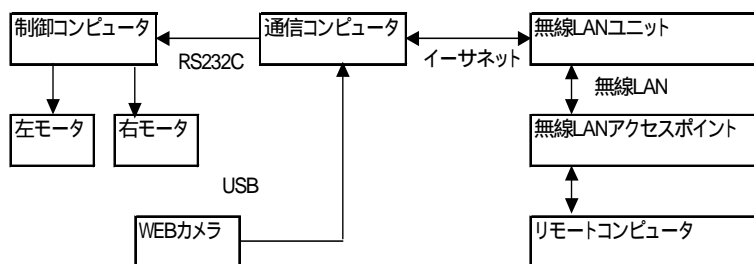 制御コンピュータ
通信コンピュータ
無線LANユニット
RS232C
イーサネット
無線LAN
左モータ
右モータ
無線LANアクセスポイント
USB
WEBカメラ
リモートコンピュータ